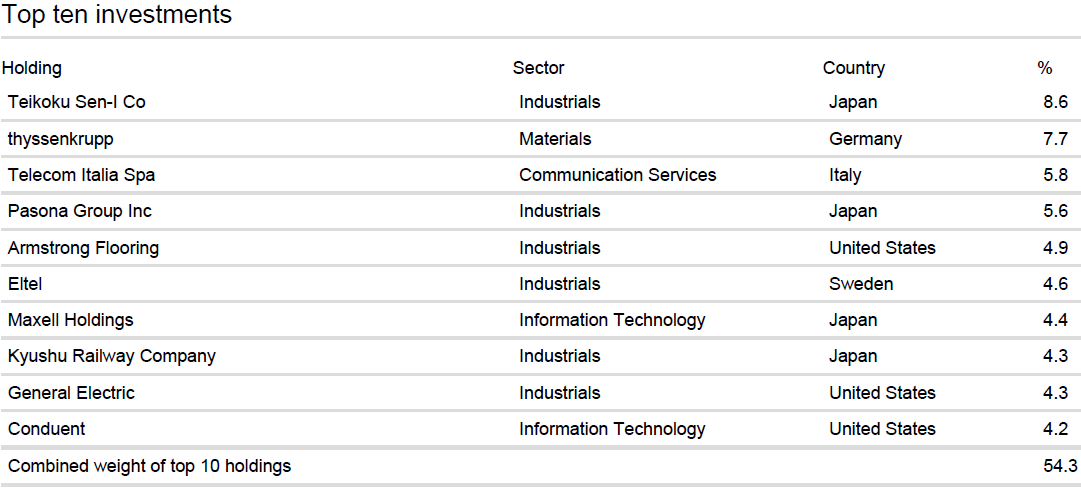 Top ten investments
Holding Sector Country %
Teikoku Sen-I Co Industrials Japan 8.6
thyssenkrupp Materials Germany 7.7
Telecom Italia Spa Communication Services Italy 5.8
Pasona Group Inc Industrials Japan 5.6
Armstrong Flooring Industrials United States 4.9
Eltel Industrials Sweden 4.6
Maxell Holdings Information Technology Japan 4.4
Kyushu Railway Company Industrials Japan 4.3
General Electric Industrials United States 4.3
Conduent Information Technology United States 4.2
Combined weight of top 10 holdings 54.3